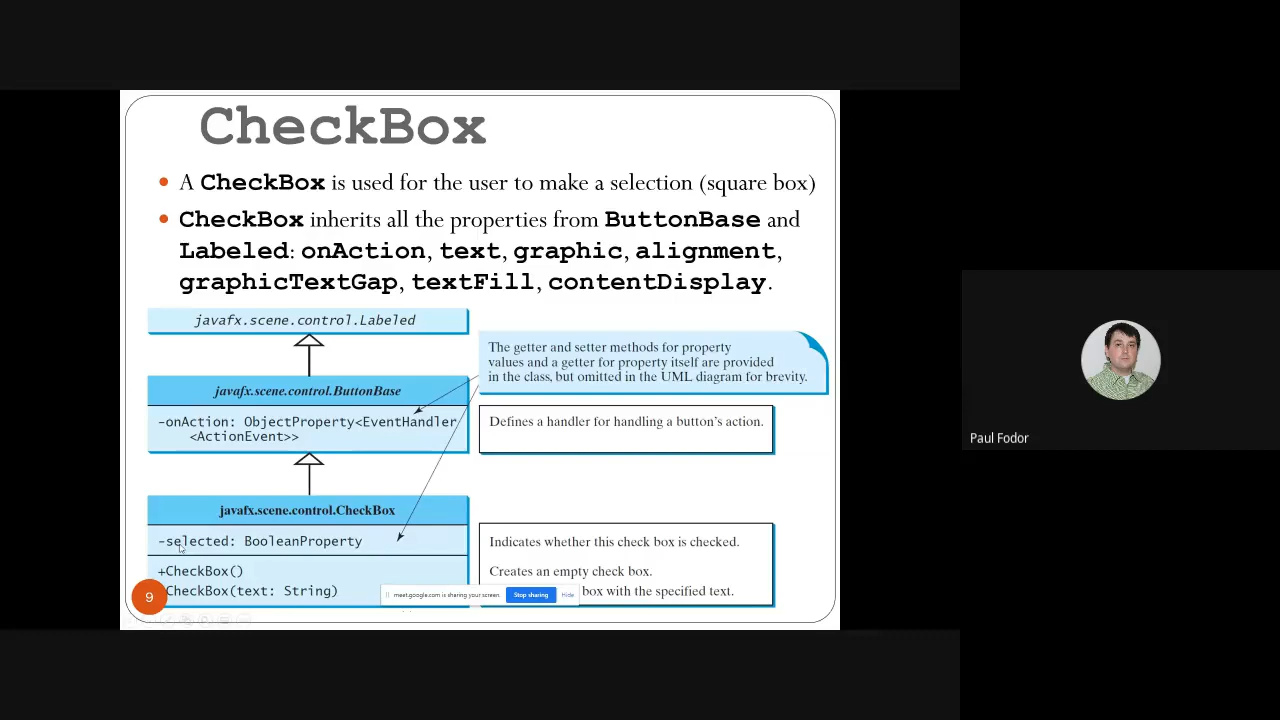 CheckBox
• A CheckBox is used for the user to make a selection (square box)
• CheckBox inherits all the properties from ButtonBase and
Labeled: onAction, text, graphic, alignment,
graphicTextGap, textFill, contentDisplay.
javafx.scene.control.Labeled
The getter and setter methods for property
values and a getter for property itself are provided
in the class, but omitted in the UML diagram for brevity.
javafx.scene.control.ButtonBase
-onAction: ObjectProperty<EventHandler
<ActionEvent>>
Defines a handler for handling a button's action.
javafx.scene.control.CheckBox
-selected: BooleanProperty
Indicates whether this check box is checked.
+CheckBox()
Creates an empty check box.
CheckBox(text: String)
box with the specified text.
meet.google.com is sharing your screen.
Stop sharing
Hide
9
Paul Fodor